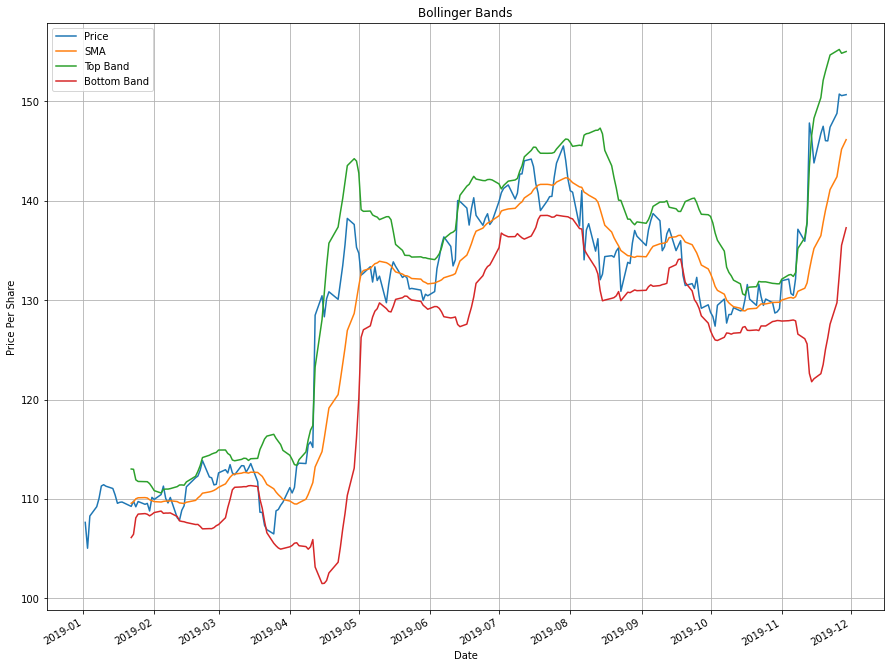 Bollinger Bands
Price
SMA
Top Band
Bottom Band
Price Per Share
150
140
130
120
110
100
2019-01
2019-02
2019-03
2019-04
2019-05
2019-06
2019-07
2019-08
2019-09
2019-10
2019-11
2019-12
Date